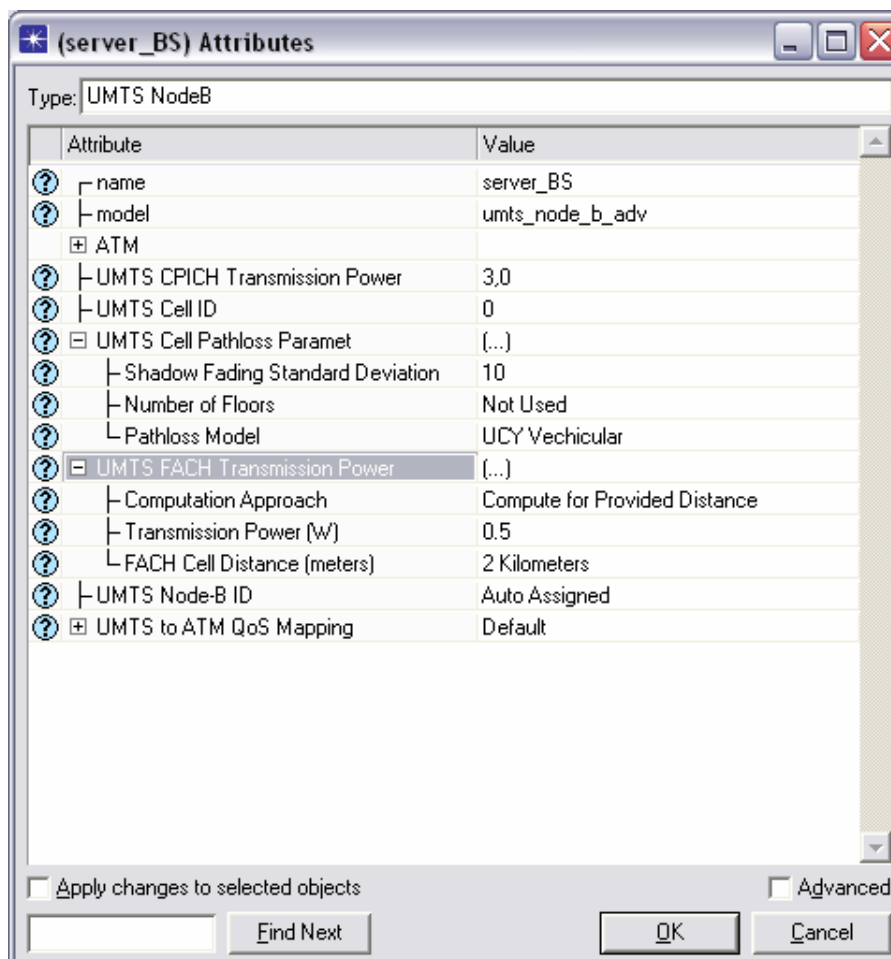 (server_BS) Attributes
Type: UMTS NodeB
Attribute Value
name server_BS
model umts_node_b_adv
ATM
UMTS CPICH Transmission Power 3,0
UMTS Cell ID 0
UMTS Cell Pathloss Paramet (...)
Shadow Fading Standard Deviation 10
Number of Floors Not Used
Pathloss Model UCY Vechicular
UMTS FACH Transmission Power (...)
Computation Approach Compute for Provided Distance
Transmission Power (W) 0.5
FACH Cell Distance (meters) 2 Kilometers
UMTS Node-B ID Auto Assigned
UMTS to ATM QoS Mapping Default
Apply changes to selected objects Advanced
Find Next OK Cancel